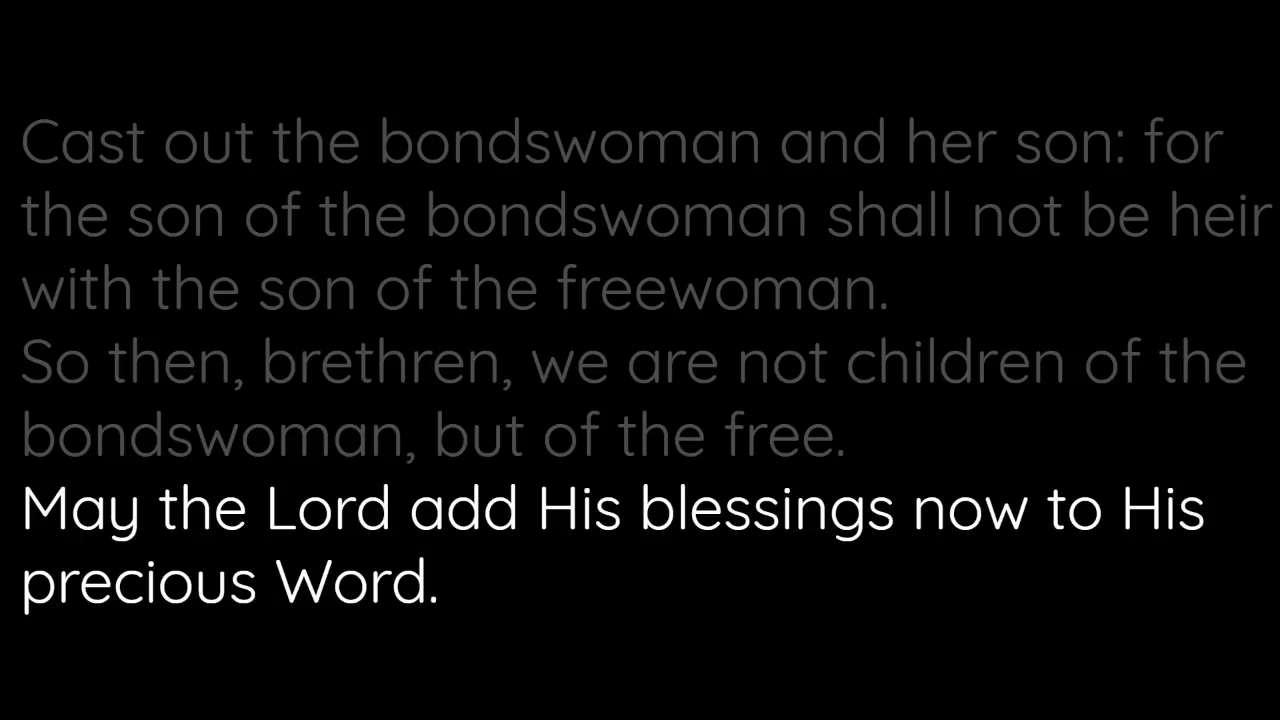 Cast out the bondswoman and her son: for
the son of the bondswoman shall not be heir
with the son of the freewoman.
So then, brethren, we are not children of the
bondswoman, but of the free.
May the Lord add His blessings now to His
precious Word.